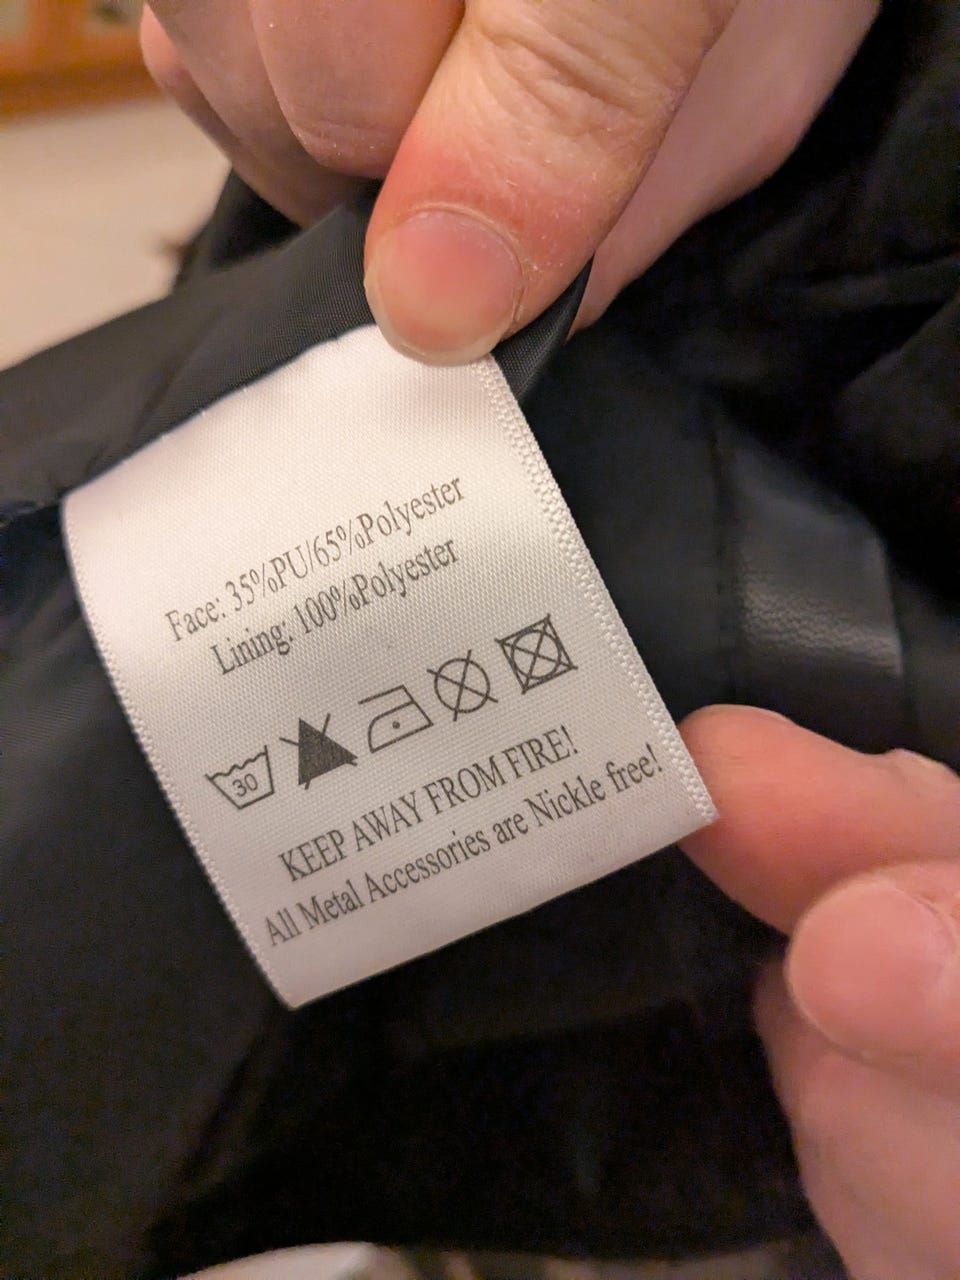 Face: 35%PU/65%Polyester
Lining: 100%Polyester
30
KEEP AWAY FROM FIRE!
All Metal Accessories are Nickle free!